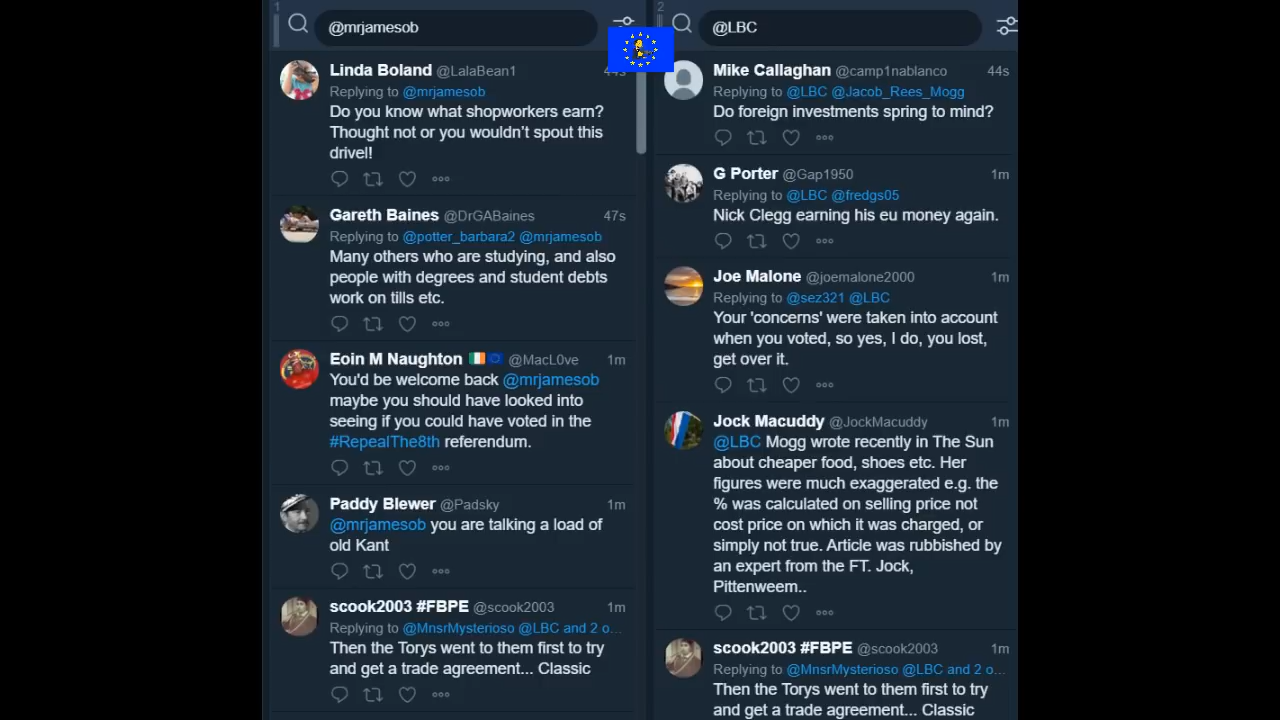 1
@mrjamesob
Linda Boland @LalaBean1 44s
Replying to @mrjamesob
Do you know what shopworkers earn?
Thought not or you wouldn't spout this
drivel!
Gareth Baines @DrGABaines 47s
Replying to @potter_barbara2 @mrjamesob
Many others who are studying, and also
people with degrees and student debts
work on tills etc.
Eoin M Naughton @MacL0ve 1m
You'd be welcome back @mrjamesob
maybe you should have looked into
seeing if you could have voted in the
#RepealThe8th referendum.
Paddy Blewer @Padsky 1m
@mrjamesob you are talking a load of
old Kant
scook2003 #FBPE @scook2003 1m
Replying to @MnsrMysterioso @LBC and 2 o...
Then the Torys went to them first to try
and get a trade agreement... Classic
2
@LBC
Mike Callaghan @camp1nablanco 44s
Replying to @LBC @Jacob_Rees_Mogg
Do foreign investments spring to mind?
G Porter @Gap1950 1m
Replying to @LBC @fredgs05
Nick Clegg earning his eu money again.
Joe Malone @joemalone2000 1m
Replying to @sez321 @LBC
Your 'concerns' were taken into account
when you voted, so yes, I do, you lost,
get over it.
Jock Macuddy @JockMacuddy 1m
@LBC Mogg wrote recently in The Sun
about cheaper food, shoes etc. Her
figures were much exaggerated e.g. the
% was calculated on selling price not
cost price on which it was charged, or
simply not true. Article was rubbished by
an expert from the FT. Jock,
Pittenweem..
scook2003 #FBPE @scook2003 1m
Replying to @MnsrMysterioso @LBC and 2 o...
Then the Torys went to them first to try
and get a trade agreement... Classic